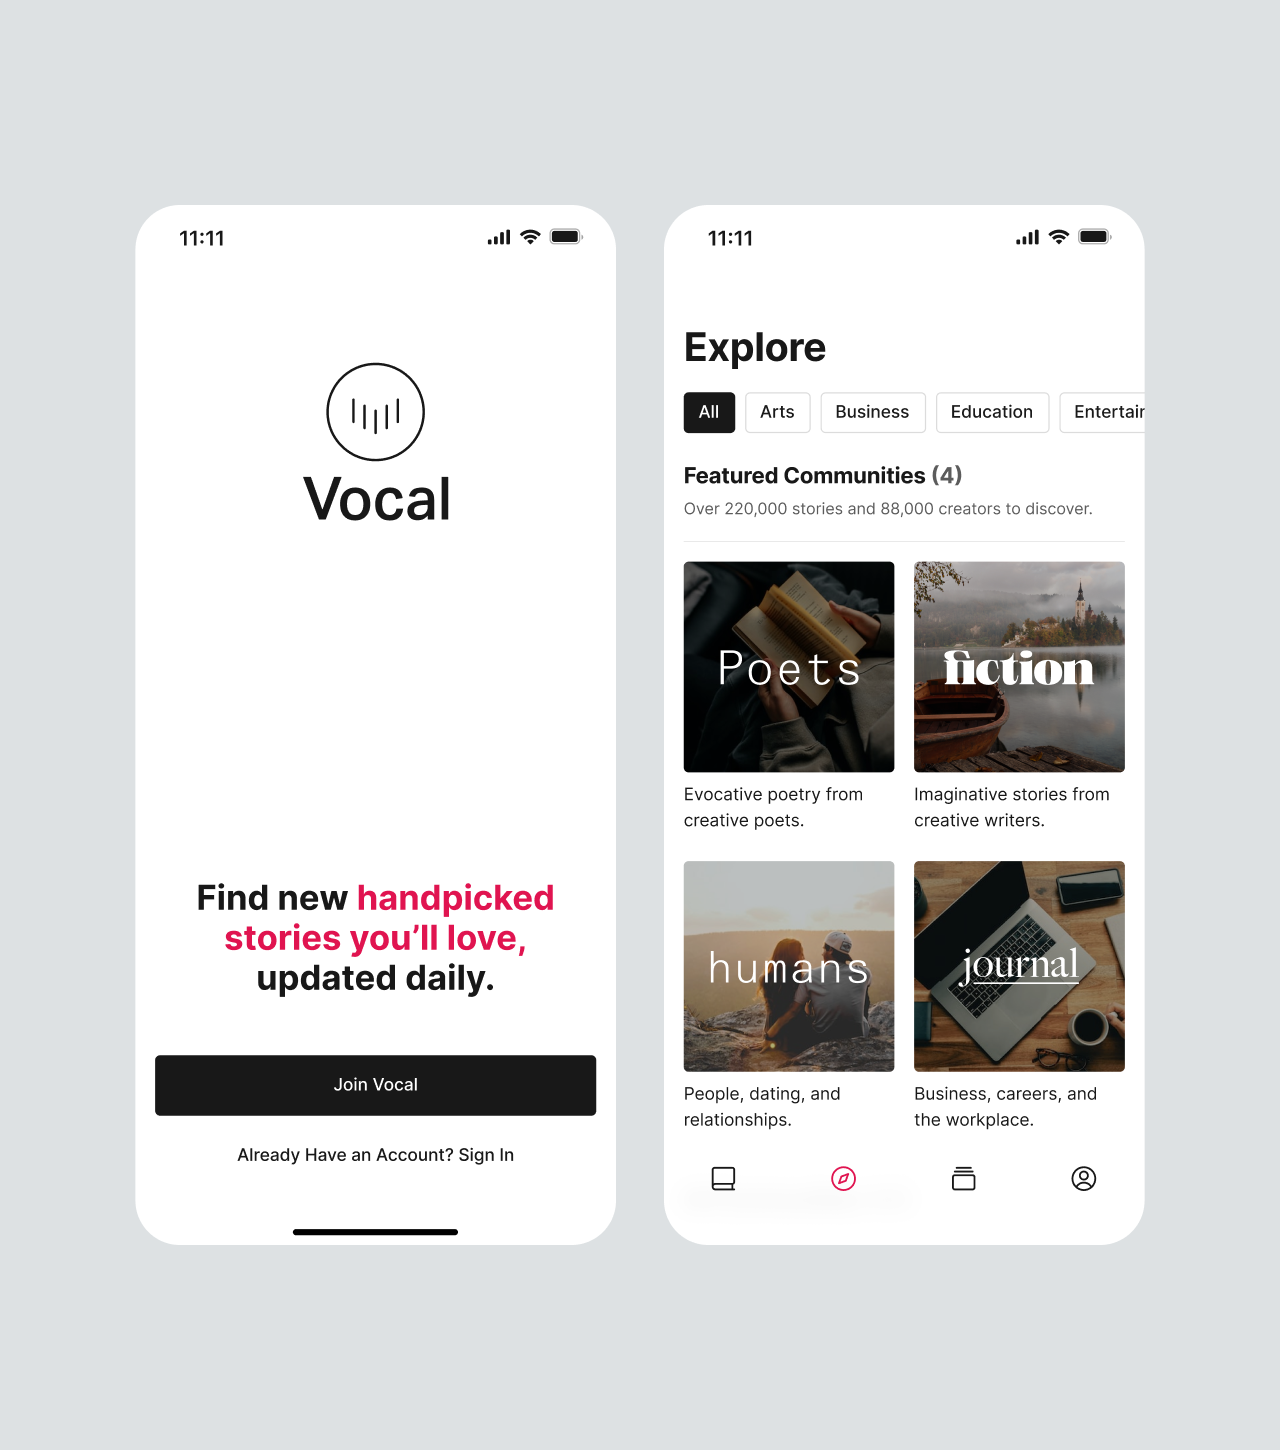 11:11
Vocal
Find new handpicked
stories you’ll love,
updated daily.
Join Vocal
Already Have an Account? Sign In
11:11
Explore
All
Arts
Business
Education
Entertain
Featured Communities (4)
Over 220,000 stories and 88,000 creators to discover.
Poets
fiction
Evocative poetry from
creative poets.
Imaginative stories from
creative writers.
humans
journal
People, dating, and
relationships.
Business, careers, and
the workplace.